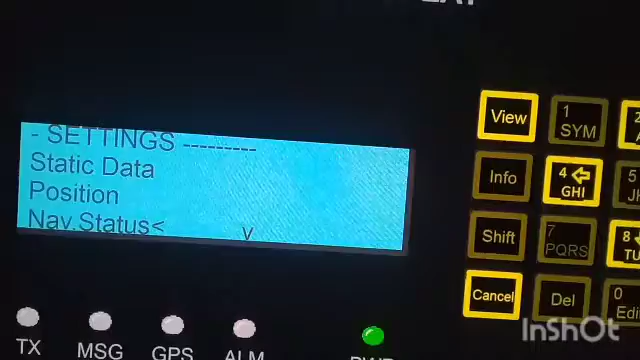 - SETTINGS ---------
Static Data
Position
Nav.Status<
v
View
1
SYM
Info
4
GHI
5
Shift
7
PQRS
8
Cancel
Del
0
TX
MSG
GPS
ALM
InShOt